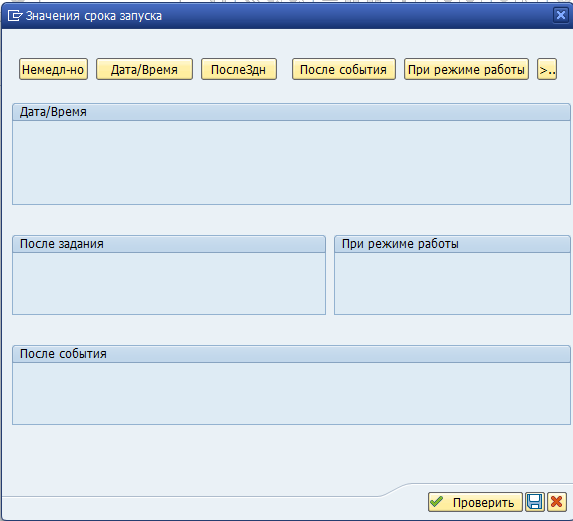 Значения срока запуска
Немедл-но Дата/Время ПослеЗдн После события При режиме работы >..
Дата/Время
После задания При режиме работы
После события
Проверить